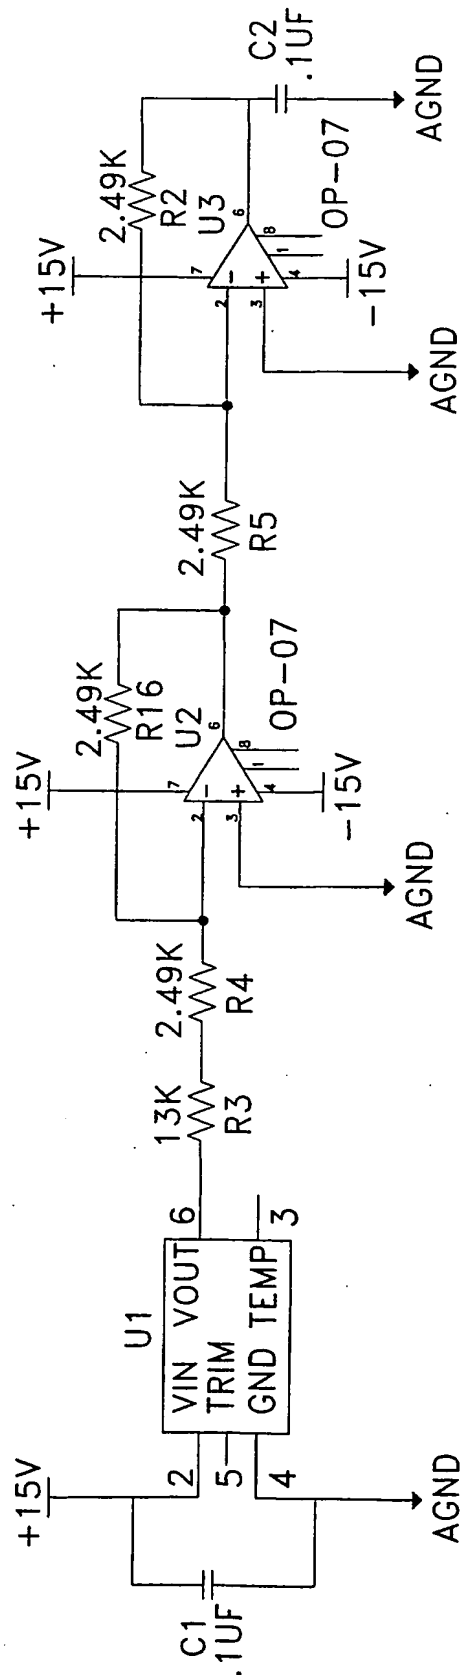 +15V
C1
.1UF
AGND
U1
2
5
4
VIN VOUT
TRIM
GND TEMP
6
3
13K
R3
2.49K
R4
2.49K
R16
+15V
U2
7
2
-
3
+
6
8
1
4
OP-07
-15V
AGND
2.49K
R5
2.49K
R2
+15V
U3
7
2
-
3
+
6
8
1
4
OP-07
-15V
AGND
C2
.1UF
AGND